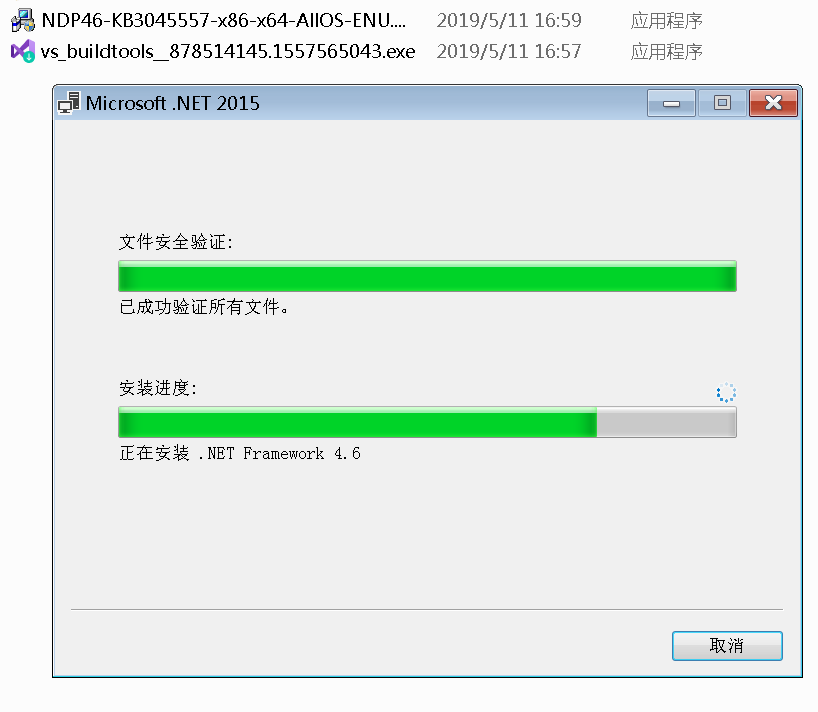 NDP46-KB3045557-x86-x64-AllOS-ENU.... 2019/5/11 16:59 应用程序
vs_buildtools__878514145.1557565043.exe 2019/5/11 16:57 应用程序
Microsoft .NET 2015
文件安全验证:
已成功验证所有文件。
安装进度:
正在安装 .NET Framework 4.6
取消